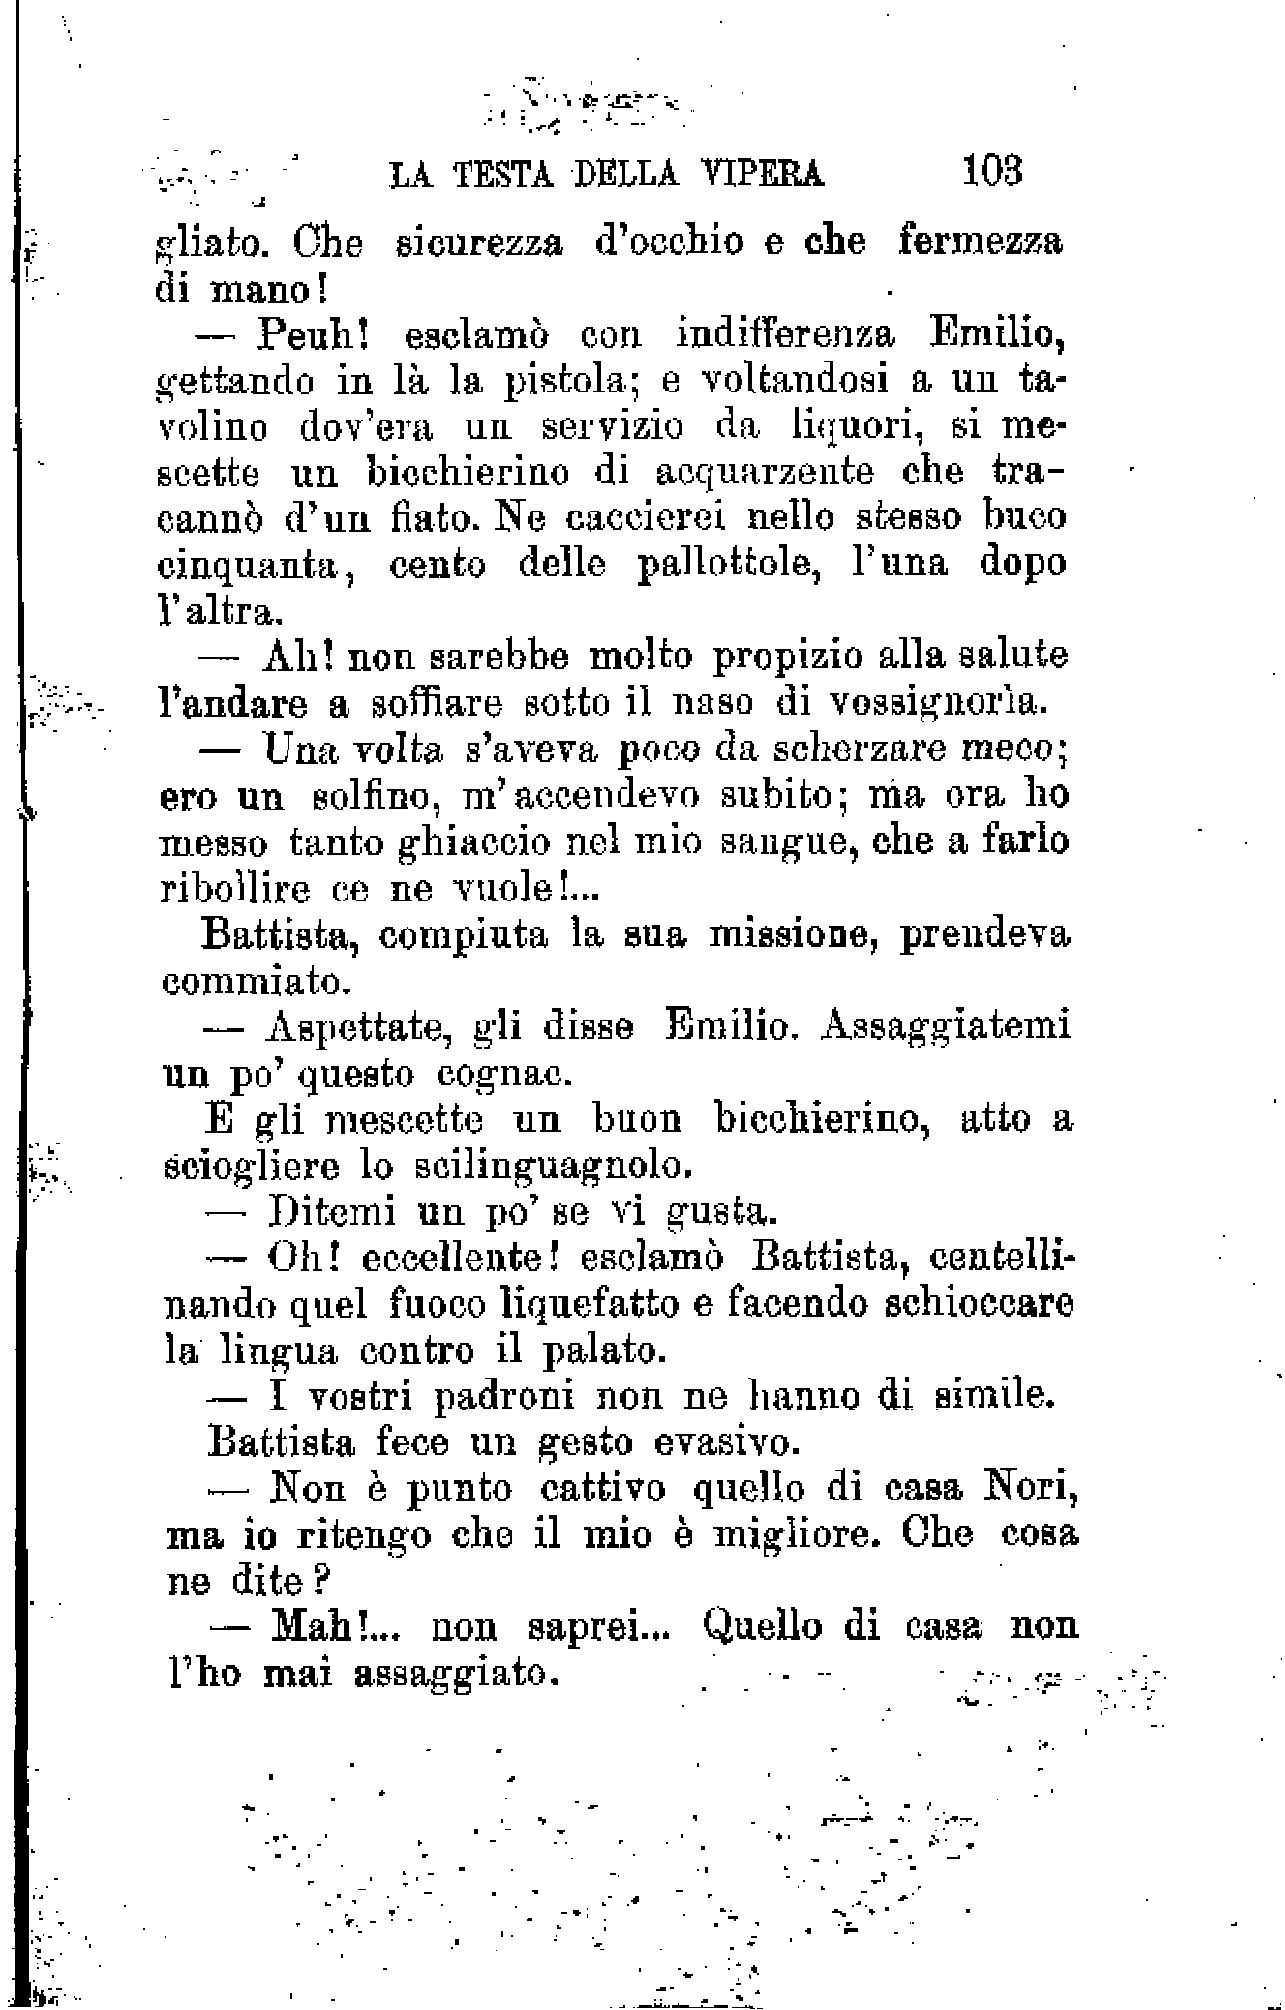 LA TESTA DELLA VIPERA 103
gliato. Che sicurezza d'occhio e che fermezza
di mano!
— Peuh! esclamò con indifferenza Emilio,
gettando in là la pistola; e voltandosi a un ta-
volino dov'era un servizio da liquori, si me-
scette un bicchierino di acquarzente che tra-
cannò d'un fiato. Ne caccierei nello stesso buco
cinquanta, cento delle pallottole, l'una dopo
l'altra.
— Ah! non sarebbe molto propizio alla salute
l'andare a soffiare sotto il naso di vossignorìa.
— Una volta s'aveva poco da scherzare meco;
ero un solfino, m'accendevo subito; ma ora ho
messo tanto ghiaccio nel mio sangue, che a farlo
ribollire ce ne vuole!...
Battista, compiuta la sua missione, prendeva
commiato.
— Aspettate, gli disse Emilio. Assaggiatemi
un po' questo cognac.
E gli mescette un buon bicchierino, atto a
sciogliere lo scilinguagnolo.
— Ditemi un po' se vi gusta.
— Oh! eccellente! esclamò Battista, centelli-
nando quel fuoco liquefatto e facendo schioccare
la lingua contro il palato.
— I vostri padroni non ne hanno di simile.
Battista fece un gesto evasivo.
— Non è punto cattivo quello di casa Nori,
ma io ritengo che il mio è migliore. Che cosa
ne dite?
— Mah!... non saprei... Quello di casa non
l'ho mai assaggiato.